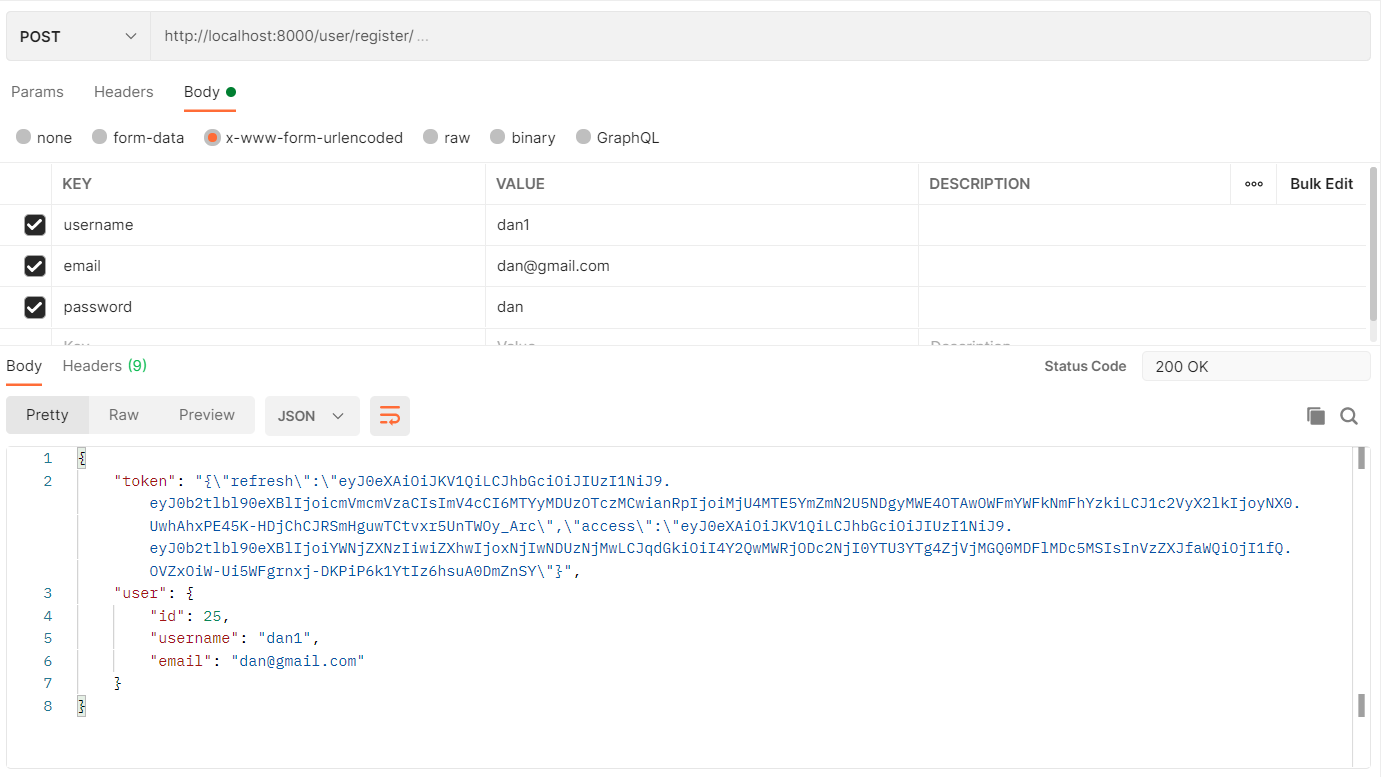 POST http://localhost:8000/user/register/ ...
Params Headers Body
none form-data x-www-form-urlencoded raw binary GraphQL
KEY VALUE DESCRIPTION ooo Bulk Edit
username dan1
email dan@gmail.com
password dan
Key Value Description
Body Headers (9) Status Code 200 OK
Pretty Raw Preview JSON
1 {
2 "token": "{\"refresh\":\"eyJ0eXAiOiJKV1QiLCJhbGciOiJIUzI1NiJ9.
eyJ0b2tlbl90eXBlIjoicmVmcmVzaCIsImV4cCI6MTYyMDUzOTczMCwianRpIjoiMjU4MTE5YmZmN2U5NDgyMWE4OTAwOWFmYWFkNmFhYzkiLCJ1c2VyX2lkIjoyNX0.
UwhAhxPE45K-HDjChCJRSmHguwTCtvxr5UnTWOy_Arc\",\"access\":\"eyJ0eXAiOiJKV1QiLCJhbGciOiJIUzI1NiJ9.
eyJ0b2tlbl90eXBlIjoiYWNjZXNzIiwiZXhwIjoxNjIwNDUzNjMwLCJqdGkiOiI4Y2QwMWRjODc2NjI0YTU3YTg4ZjVjMGQ0MDFlMDc5MSIsInVzZXJfaWQiOjI1fQ.
OVZxOiW-Ui5WFgrnxj-DKPiP6k1YtIz6hsuA0DmZnSY\"}",
3 "user": {
4 "id": 25,
5 "username": "dan1",
6 "email": "dan@gmail.com"
7 }
8 }